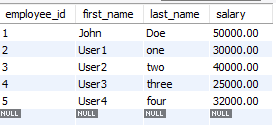 employee_id first_name last_name salary
1 John Doe 50000.00
2 User1 one 30000.00
3 User2 two 40000.00
4 User3 three 25000.00
5 User4 four 32000.00
NULL NULL NULL NULL